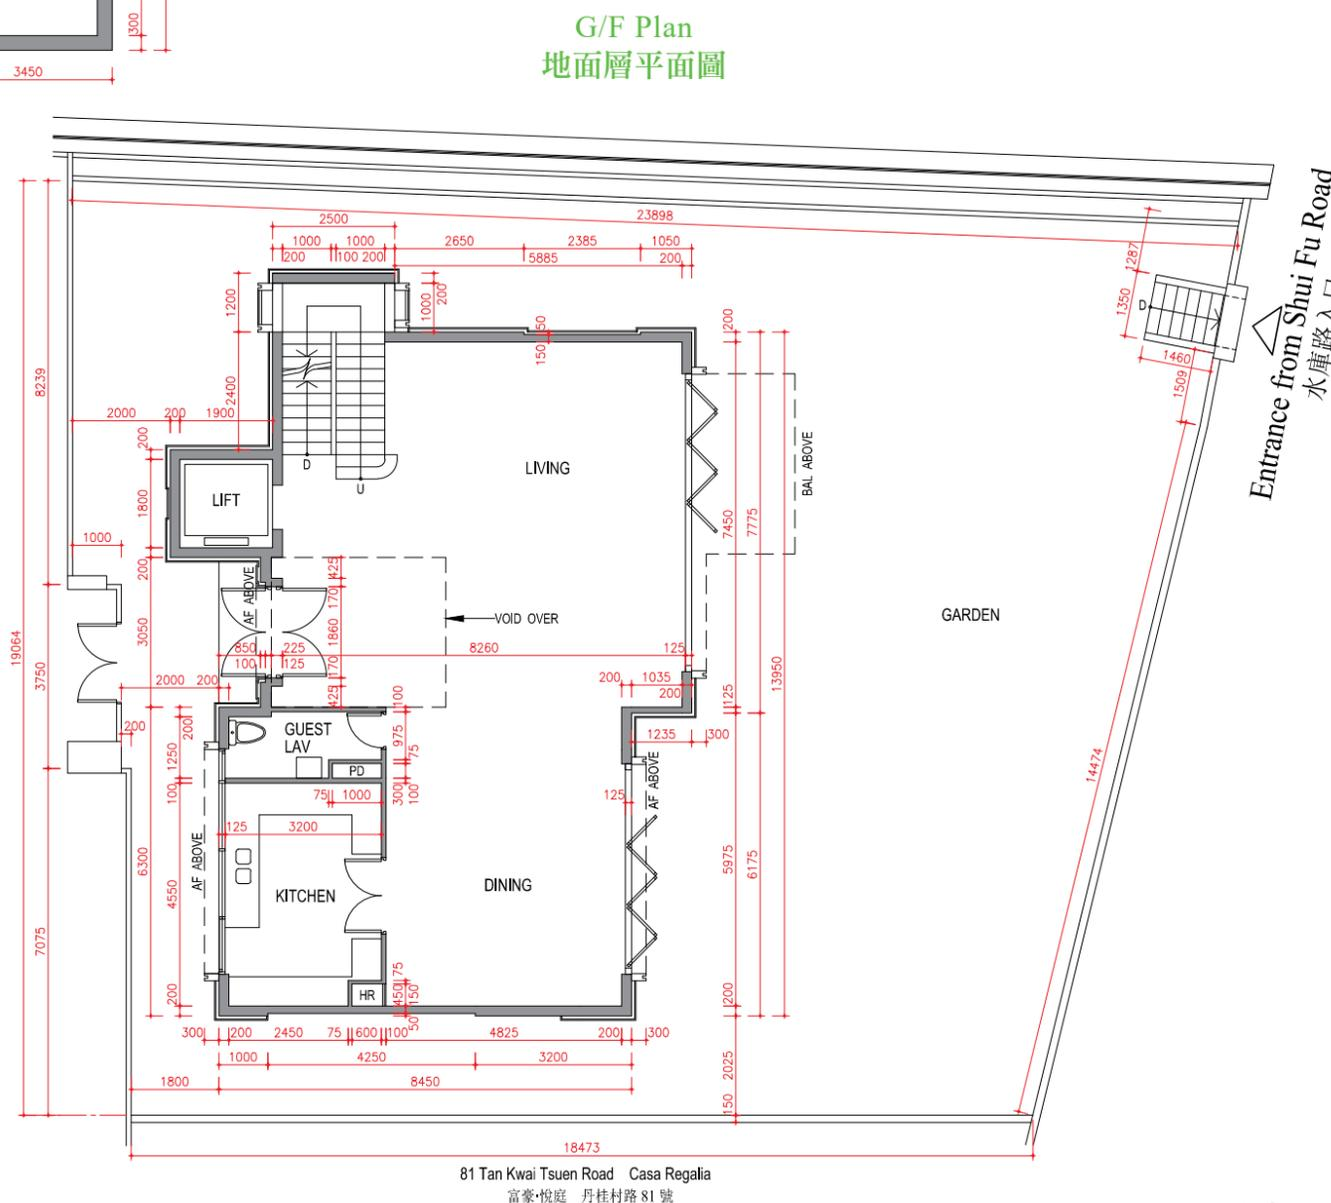 300
3450
G/F Plan
地面層平面圖
23898
2500
1000 1000
200 100 200
2650 2385 1050
5885 200
1200
1000
200
50
150
200
1287
1350
D
1460
1509
Entrance from Shui Fu Road
8239
2400
2000 200 1900
200
D
U
LIVING
BAL ABOVE
LIFT
1800
1000
200
7450
7775
425
AF ABOVE
170
VOID OVER
GARDEN
3050
1860
19064
3750
850 225 8260 125
100 125
170
2000 200
425
200 1035
200
125
13950
100
200
200
GUEST
LAV
975
75
1235 300
1250
PD
AF ABOVE
14474
100
75 1000
300
100
125
125 3200
AF ABOVE
6300
4550
KITCHEN
DINING
5975
6175
7075
75
200
HR
450
150
200
50
300 200 2450 75 600 100 4825 200 300
1000 4250 3200
2025
1800 8450
150
18473
81 Tan Kwai Tsuen Road Casa Regalia
富豪·悅庭 丹桂村路 81 號